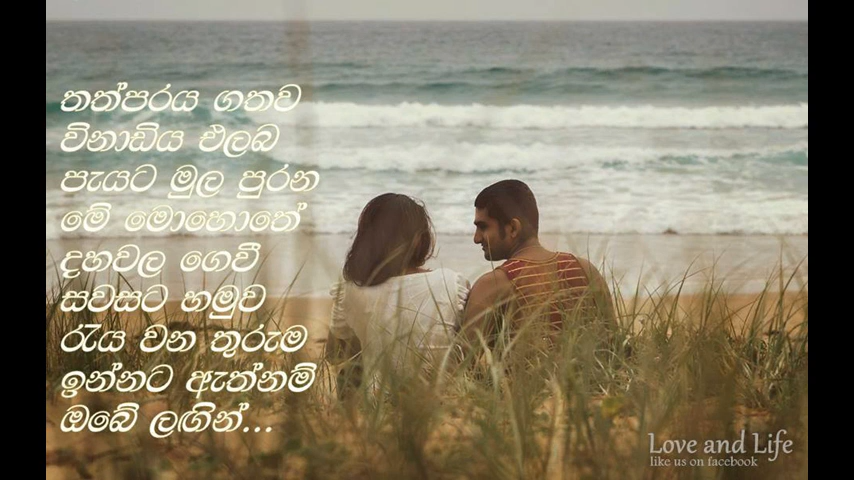 තත්පරය ගතව
විනාඩිය එලබ
පැයට මුල පුරන
මේ මොහොතේ
දහවල ගෙවී
සවසට හමුව
රැය වන තුරුම
ඉන්නට ඇත්නම්
ඔබේ ලඟින්...
Love and Life
like us on facebook